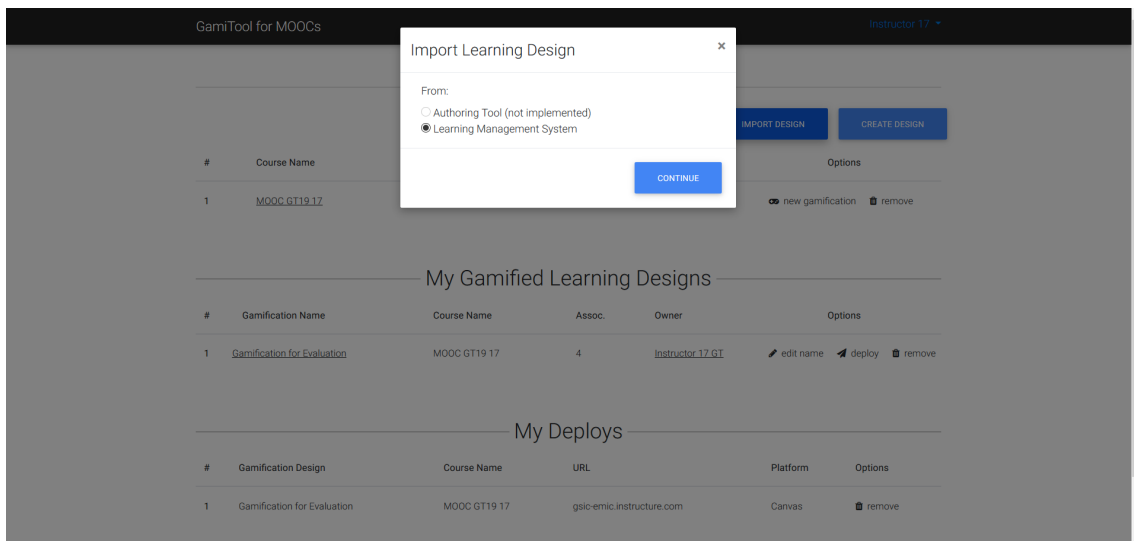 GamiTool for MOOCs Instructor 17
Import Learning Design ×
From:
Authoring Tool (not implemented)
Learning Management System
CONTINUE
IMPORT DESIGN CREATE DESIGN
# Course Name Options
1 MOOC GT19 17 new gamification remove
My Gamified Learning Designs
# Gamification Name Course Name Assoc. Owner Options
1 Gamification for Evaluation MOOC GT19 17 4 Instructor 17 GT edit name deploy remove
My Deploys
# Gamification Design Course Name URL Platform Options
1 Gamification for Evaluation MOOC GT19 17 gsic-emic.instructure.com Canvas remove